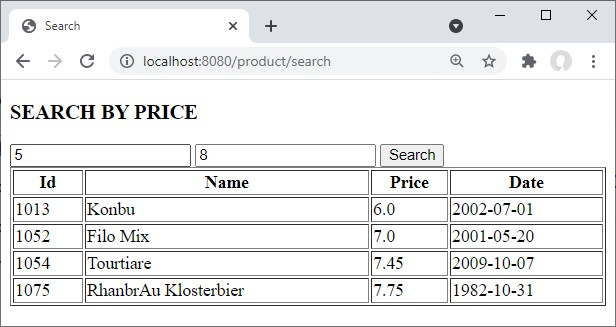 Search
localhost:8080/product/search
SEARCH BY PRICE
5 8 Search
Id Name Price Date
1013 Konbu 6.0 2002-07-01
1052 Filo Mix 7.0 2001-05-20
1054 Tourtiare 7.45 2009-10-07
1075 RhanbrAu Klosterbier 7.75 1982-10-31